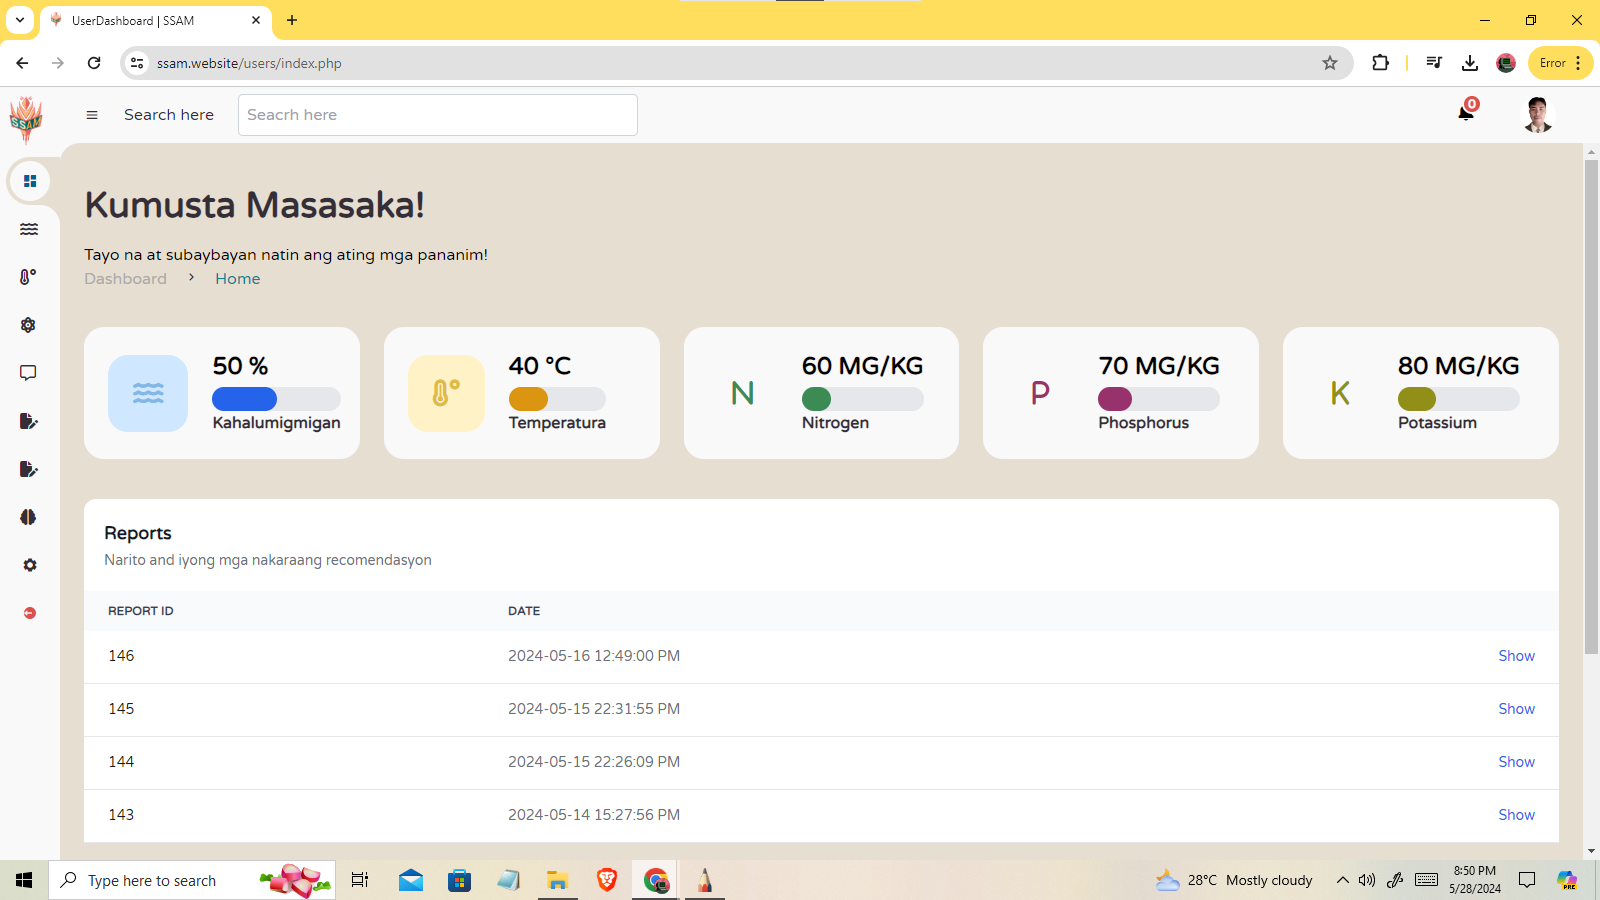 UserDashboard | SSAM
ssam.website/users/index.php
Error
SSAM
Search here
Seacrh here
0
Kumusta Masasaka!
Tayo na at subaybayan natin ang ating mga pananim!
Dashboard > Home
50 %
Kahalumigmigan
40 °C
Temperatura
N
60 MG/KG
Nitrogen
P
70 MG/KG
Phosphorus
K
80 MG/KG
Potassium
Reports
Narito and iyong mga nakaraang recomendasyon
REPORT ID DATE
146 2024-05-16 12:49:00 PM Show
145 2024-05-15 22:31:55 PM Show
144 2024-05-15 22:26:09 PM Show
143 2024-05-14 15:27:56 PM Show
Type here to search
28°C Mostly cloudy
8:50 PM
5/28/2024
PRE